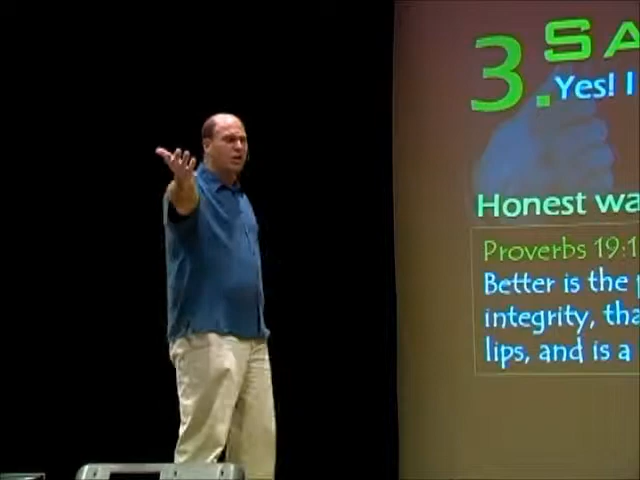 3. SA
Yes! I
Honest wa
Proverbs 19:1
Better is the p
integrity, tha
lips, and is a